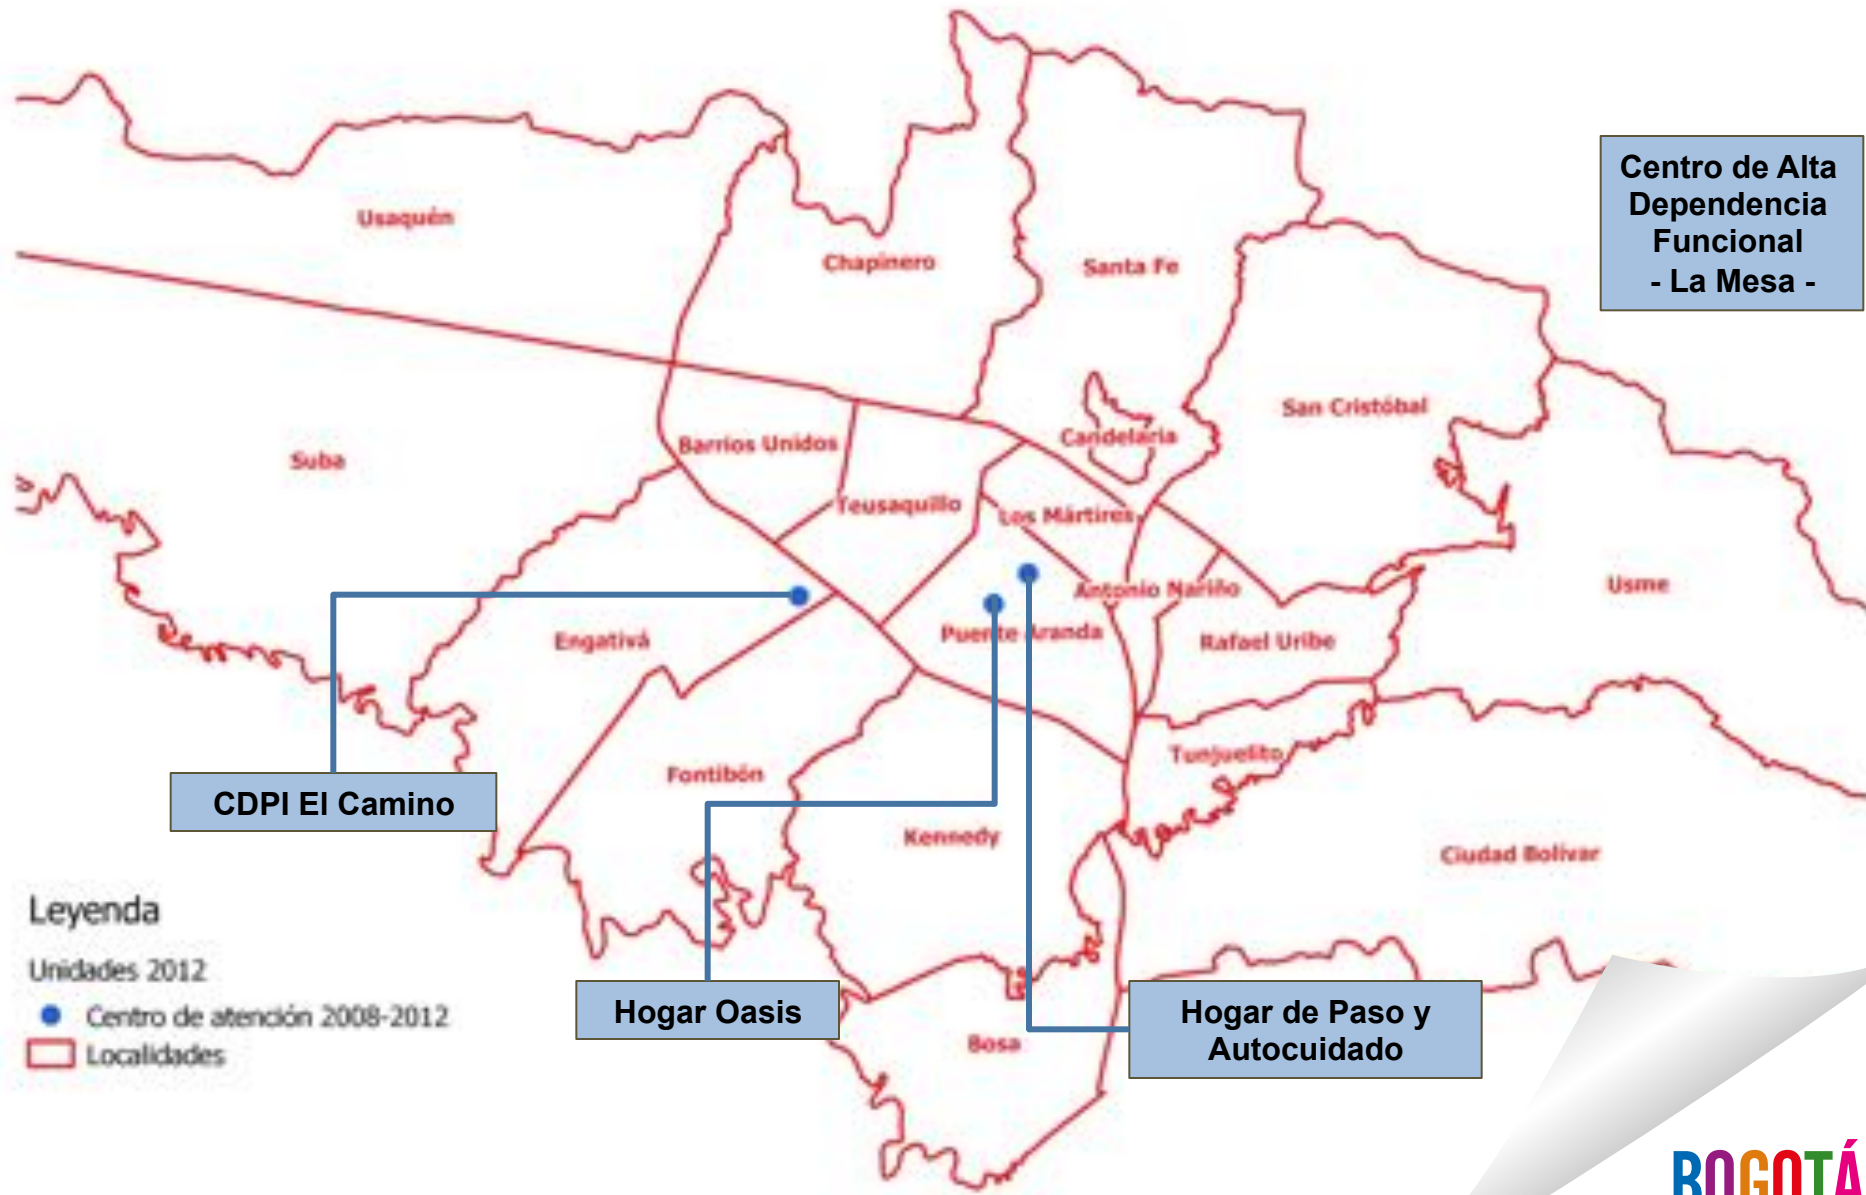 Centro de Alta
Dependencia
Funcional
- La Mesa -
Usaquén
Chapinero
Santa Fe
San Cristóbal
Candelaria
Barrios Unidos
Suba
Teusaquillo
Los Mártires
Antonio Nariño
Usme
Engativá
Puente Aranda
Rafael Uribe
Tunjuelito
Fontibón
CDPI El Camino
Kennedy
Ciudad Bolívar
Leyenda
Unidades 2012
Centro de atención 2008-2012
Localidades
Hogar Oasis
Hogar de Paso y
Autocuidado
Bosa
BOGOTÁ